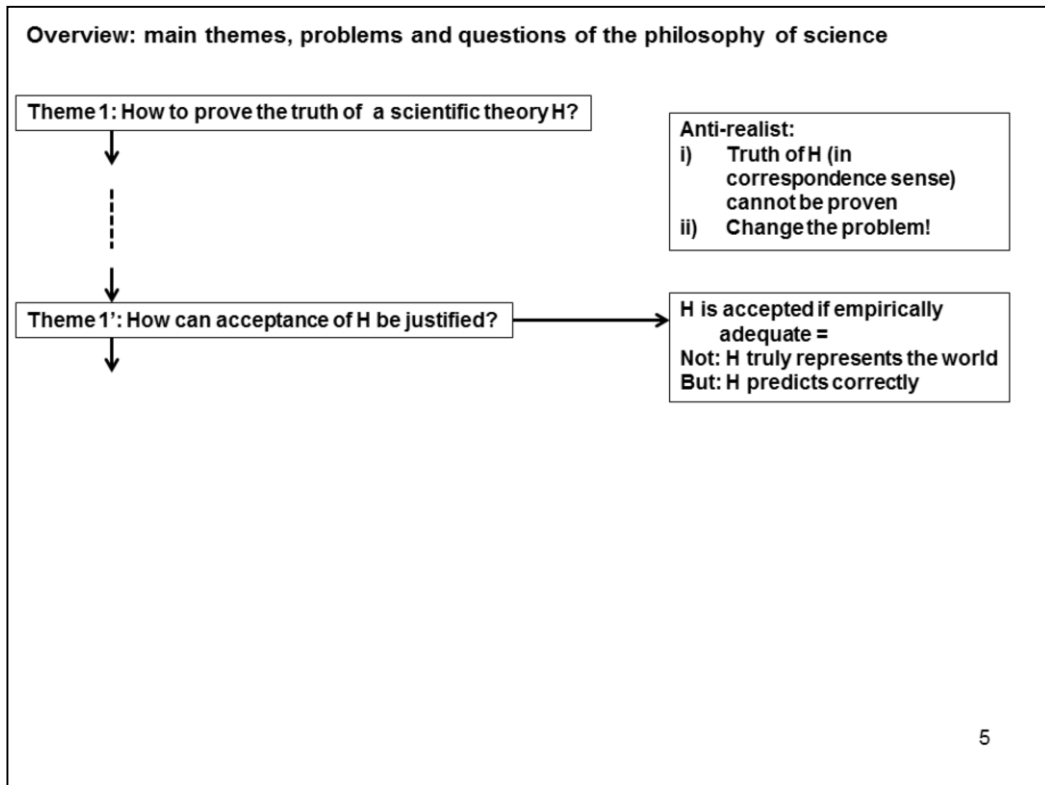 Overview: main themes, problems and questions of the philosophy of science
Theme 1: How to prove the truth of a scientific theory H?
Anti-realist:
i) Truth of H (in
correspondence sense)
cannot be proven
ii) Change the problem!
Theme 1’: How can acceptance of H be justified?
H is accepted if empirically
adequate =
Not: H truly represents the world
But: H predicts correctly
5